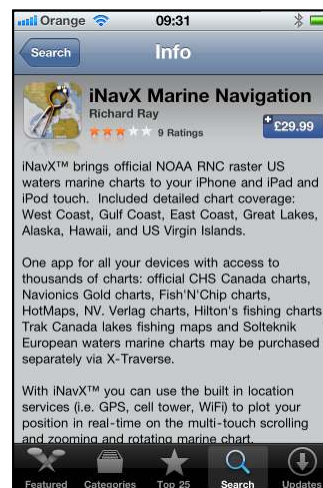 Orange 09:31
Search Info
iNavX Marine Navigation
Richard Ray
9 Ratings
+ £29.99
iNavX™ brings official NOAA RNC raster US
waters marine charts to your iPhone and iPad and
iPod touch.  Included detailed chart coverage:
West Coast, Gulf Coast, East Coast, Great Lakes,
Alaska, Hawaii, and US Virgin Islands.
One app for all your devices with access to
thousands of charts: official CHS Canada charts,
Navionics Gold charts, Fish'N'Chip charts,
HotMaps, NV. Verlag charts, Hilton's fishing charts
Trak Canada lakes fishing maps and Solteknik
European waters marine charts may be purchased
separately via X-Traverse.
With iNavX™ you can use the built in location
services (i.e. GPS, cell tower, WiFi) to plot your
position in real-time on the multi-touch scrolling
and zooming and rotating marine chart.
Featured Categories Top 25 Search Updates